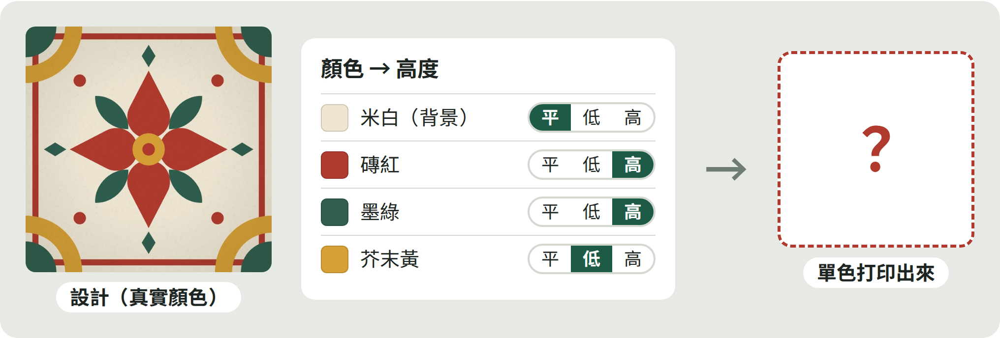 設計（真實顏色）
顏色 → 高度
米白（背景） 平 低 高
磚紅 平 低 高
墨綠 平 低 高
芥末黃 平 低 高
→
?
單色打印出來